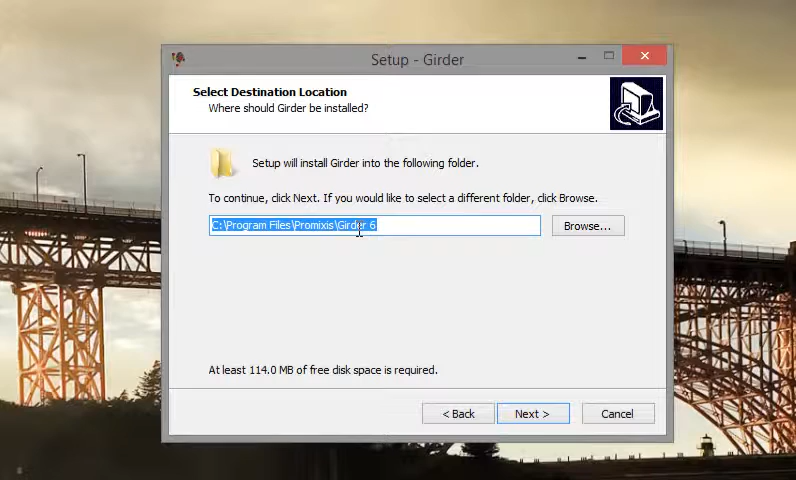 Setup - Girder
Select Destination Location
Where should Girder be installed?
Setup will install Girder into the following folder.
To continue, click Next. If you would like to select a different folder, click Browse.
C:\Program Files\Promixis\Girder 6
Browse...
At least 114.0 MB of free disk space is required.
< Back
Next >
Cancel